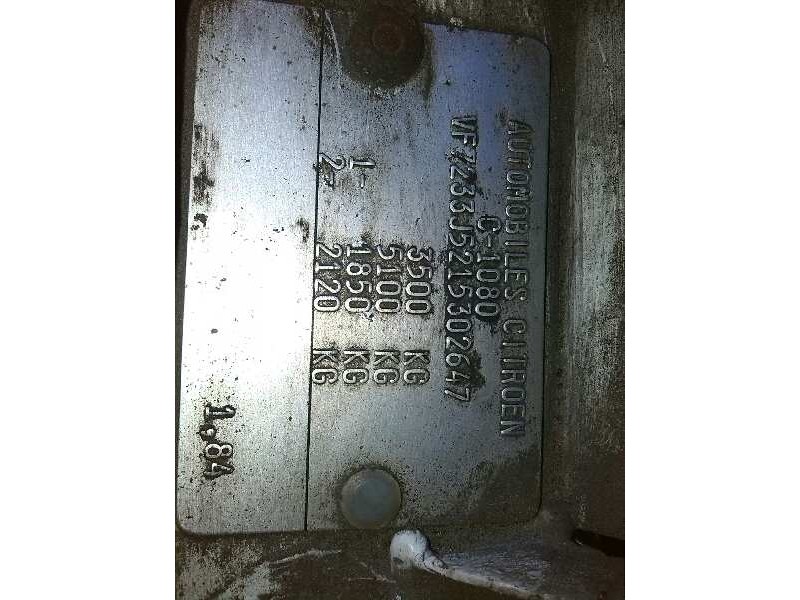 AUTOMOBILES CITROEN
C-1080
VF7233J5215302647
3500 KG
5100 KG
1- 1850 KG
2- 2120 KG
1,84